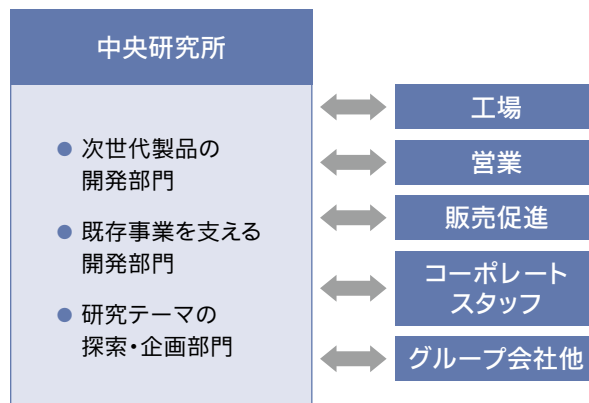 中央研究所
● 次世代製品の
開発部門
● 既存事業を支える
開発部門
● 研究テーマの
探索・企画部門
工場
営業
販売促進
コーポレート
スタッフ
グループ会社他